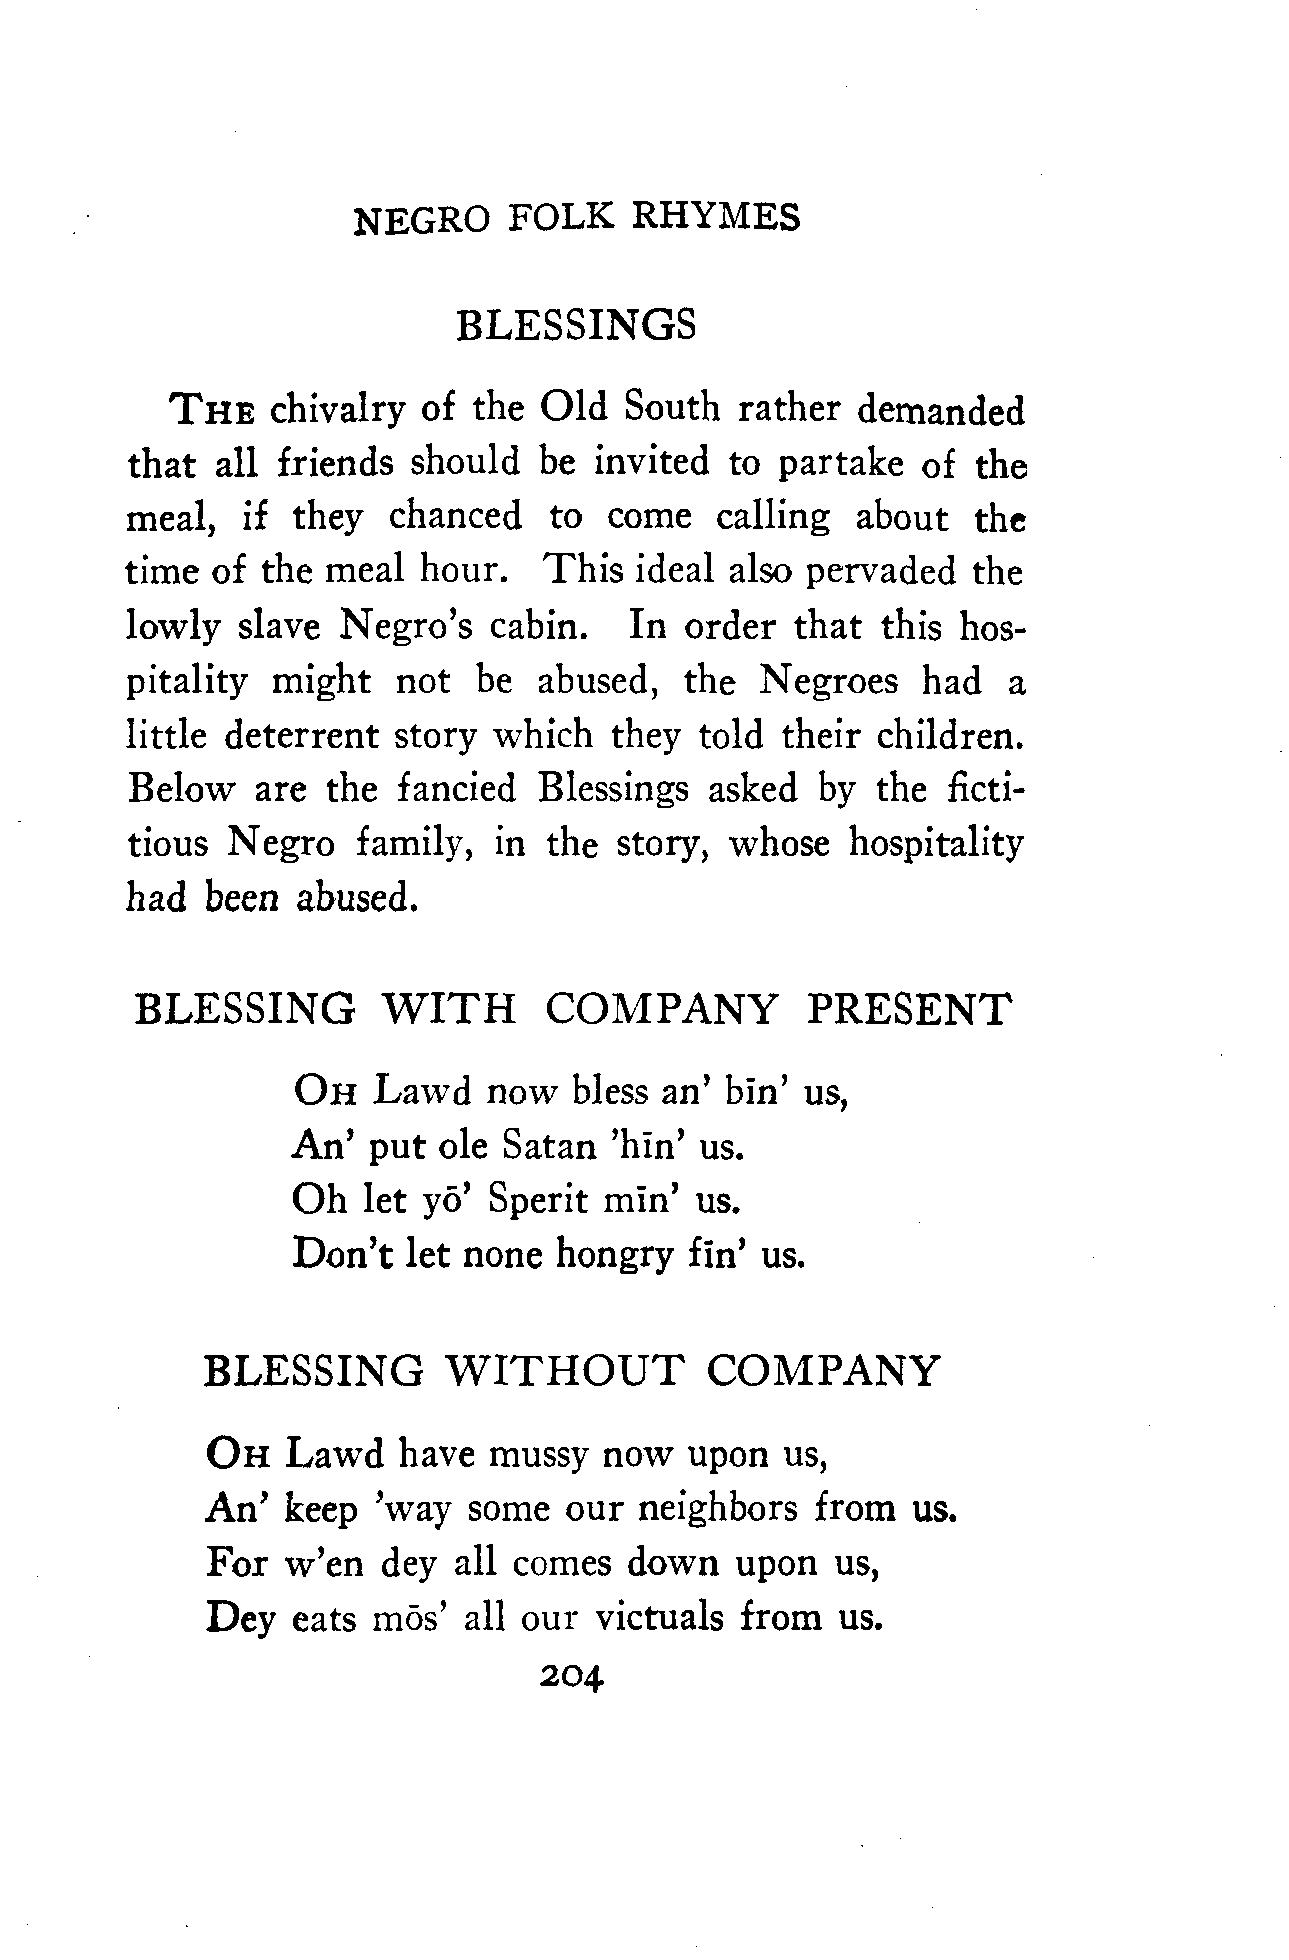 NEGRO FOLK RHYMES
BLESSINGS
THE chivalry of the Old South rather demanded
that all friends should be invited to partake of the
meal, if they chanced to come calling about the
time of the meal hour. This ideal also pervaded the
lowly slave Negro's cabin. In order that this hos-
pitality might not be abused, the Negroes had a
little deterrent story which they told their children.
Below are the fancied Blessings asked by the ficti-
tious Negro family, in the story, whose hospitality
had been abused.
BLESSING WITH COMPANY PRESENT
OH Lawd now bless an' bīn' us,
An' put ole Satan 'hīn' us.
Oh let yō' Sperit mīn' us.
Don't let none hongry fīn' us.
BLESSING WITHOUT COMPANY
OH Lawd have mussy now upon us,
An' keep 'way some our neighbors from us.
For w'en dey all comes down upon us,
Dey eats mōs' all our victuals from us.
204